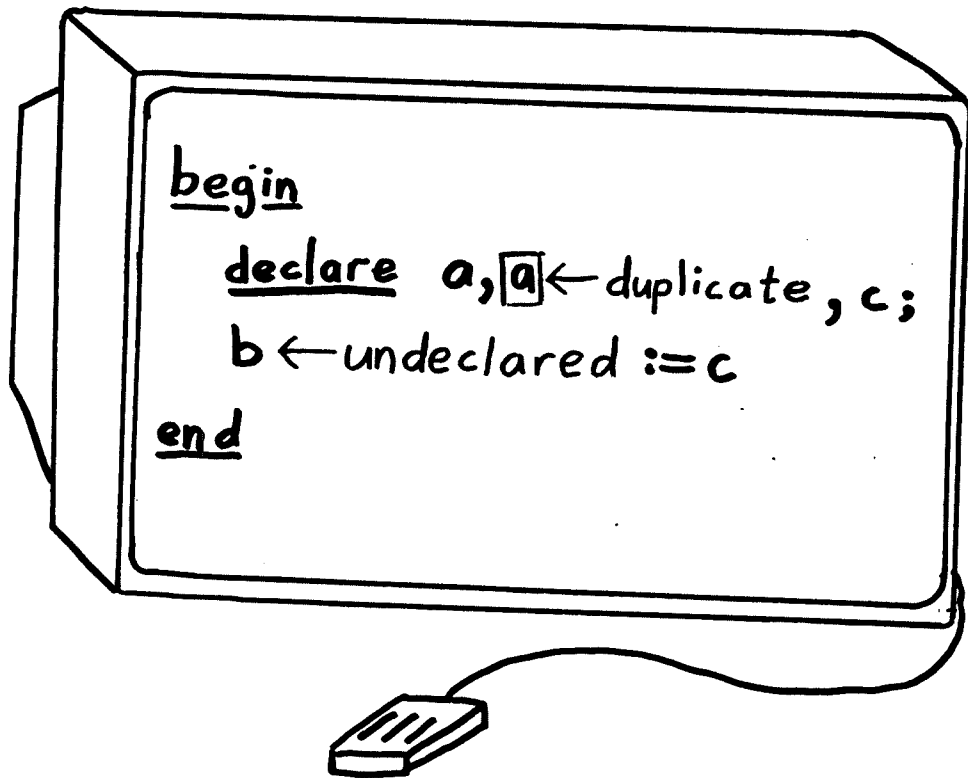 begin
declare a, a ← duplicate , c;
b ← undeclared := c
end